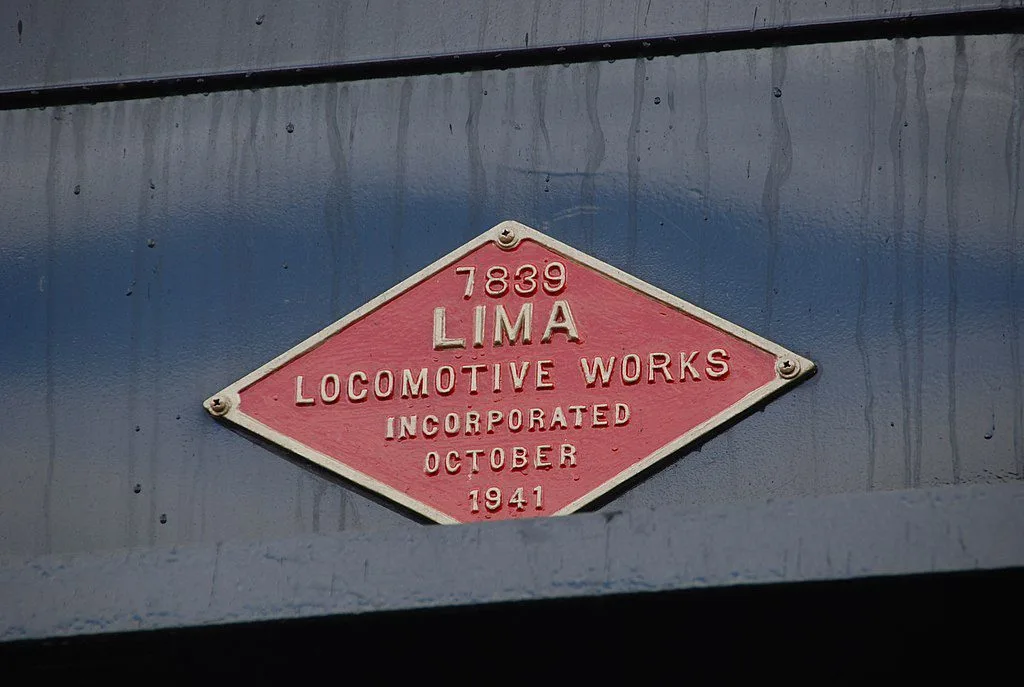 7839
LIMA
LOCOMOTIVE WORKS
INCORPORATED
OCTOBER
1941